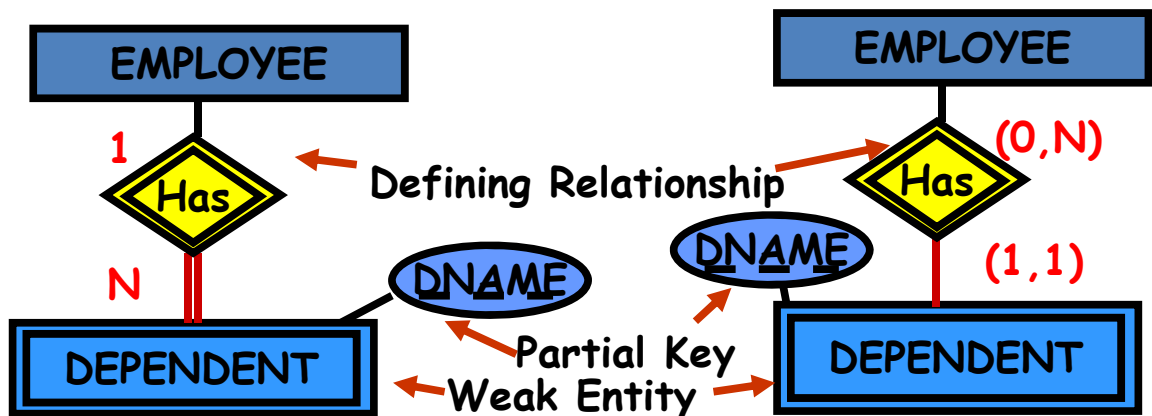 EMPLOYEE
EMPLOYEE
1
(0,N)
Has
Defining Relationship
Has
DNAME
DNAME
N
(1,1)
DEPENDENT
Partial Key
DEPENDENT
Weak Entity